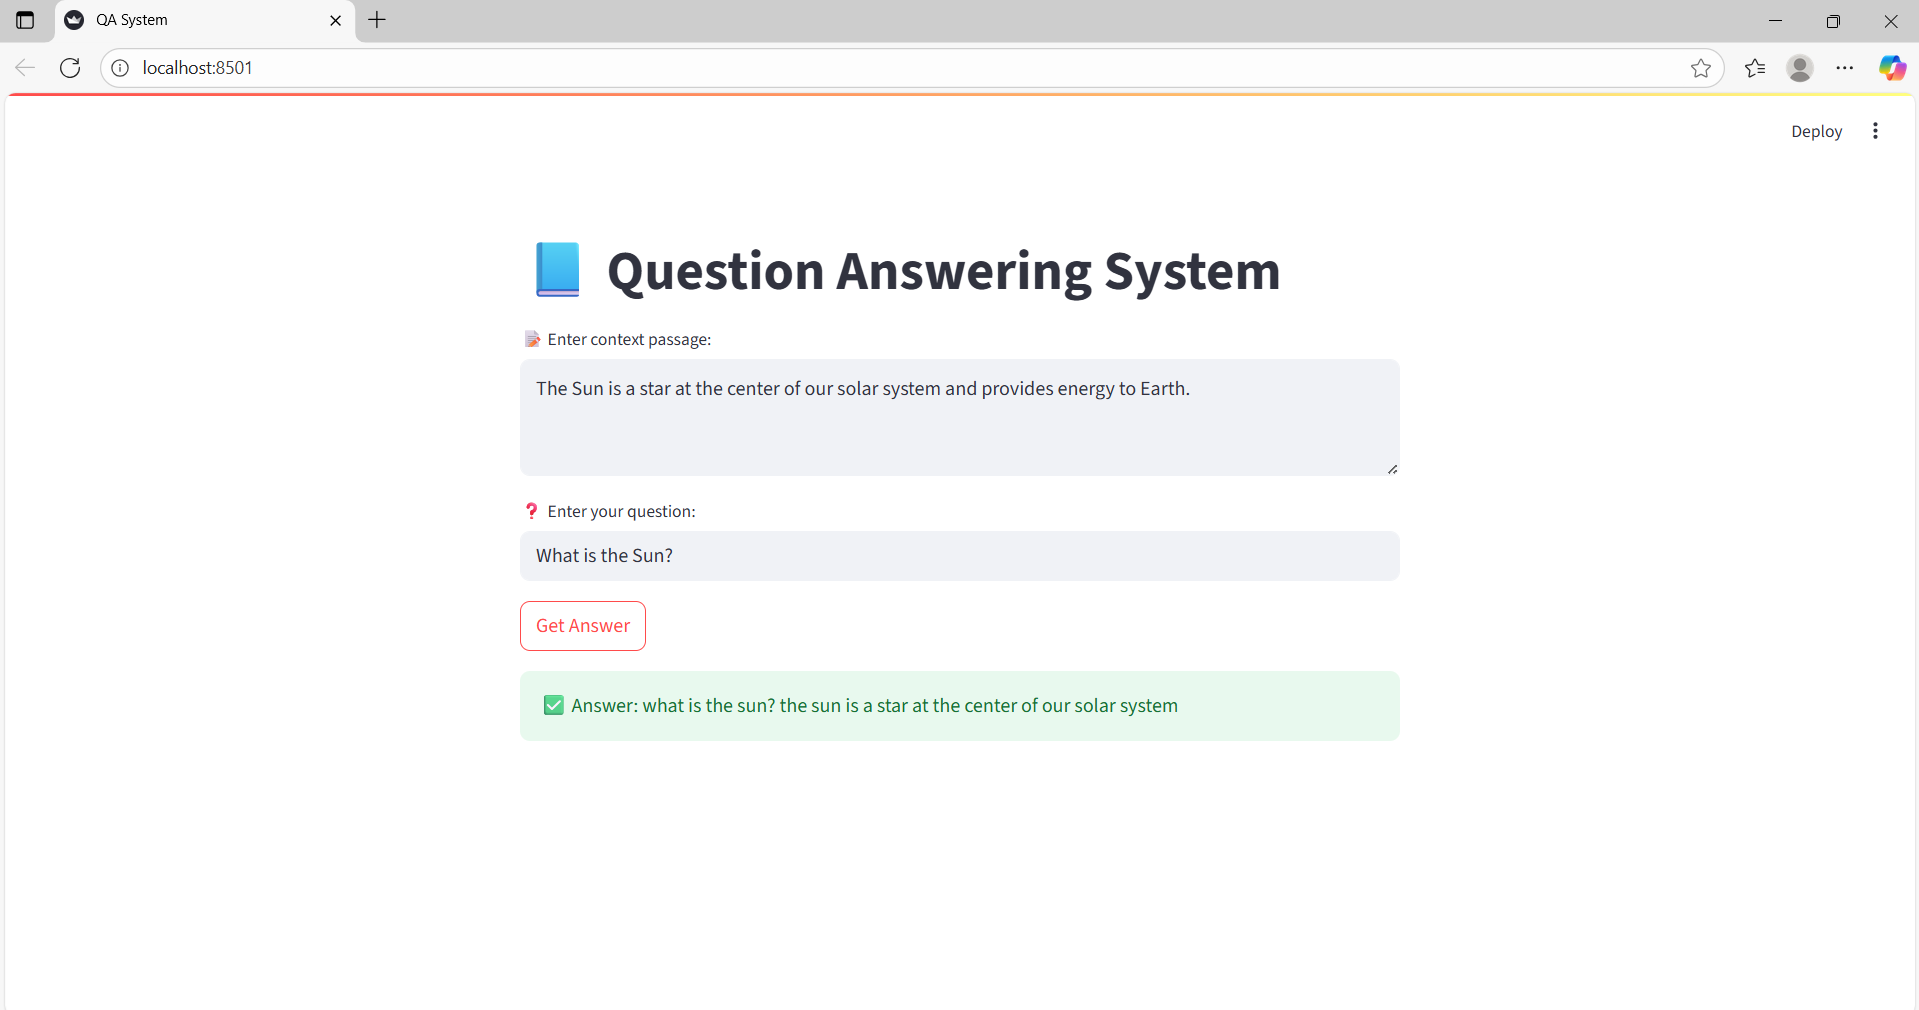 QA System
localhost:8501
Deploy
Question Answering System
Enter context passage:
The Sun is a star at the center of our solar system and provides energy to Earth.
Enter your question:
What is the Sun?
Get Answer
Answer: what is the sun? the sun is a star at the center of our solar system